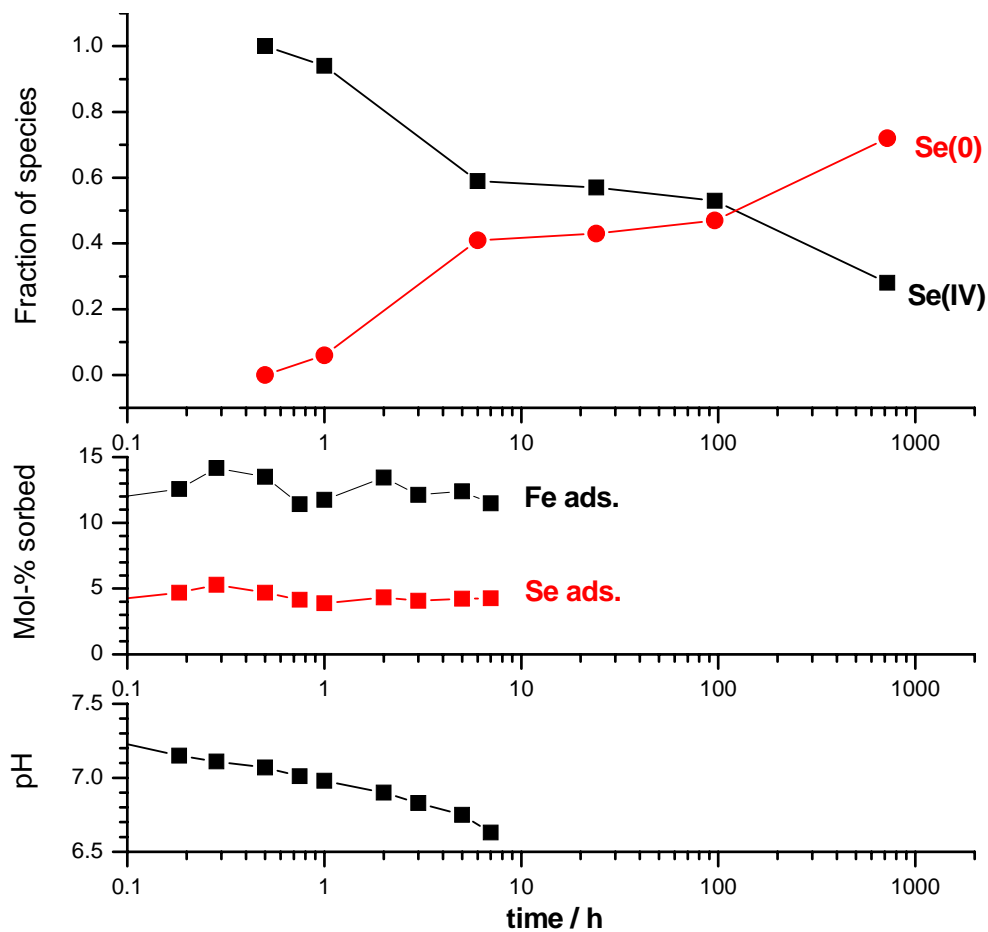 Fraction of species
1.0
0.8
0.6
0.4
0.2
0.0
Se(0)
Se(IV)
0.1 1 10 100 1000
Mol-% sorbed
15
10
5
0
Fe ads.
Se ads.
0.1 1 10 100 1000
pH
7.5
7.0
6.5
0.1 1 10 100 1000
time / h